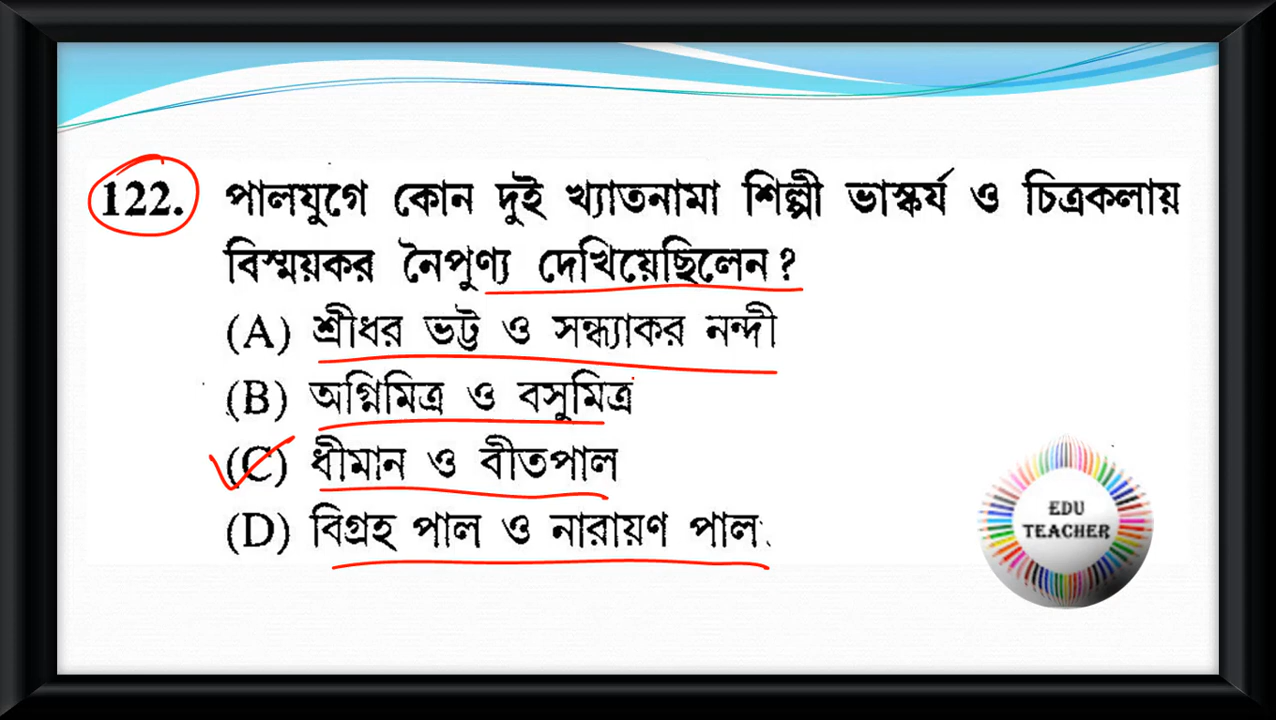 122. পালযুগে কোন দুই খ্যাতনামা শিল্পী ভাস্কর্য ও চিত্রকলায়
বিস্ময়কর নৈপুণ্য দেখিয়েছিলেন?
(A) শ্রীধর ভট্ট ও সন্ধ্যাকর নন্দী
(B) অগ্নিমিত্র ও বসুমিত্র
(C) ধীমান ও বীতপাল
(D) বিগ্রহ পাল ও নারায়ণ পাল
EDU
TEACHER